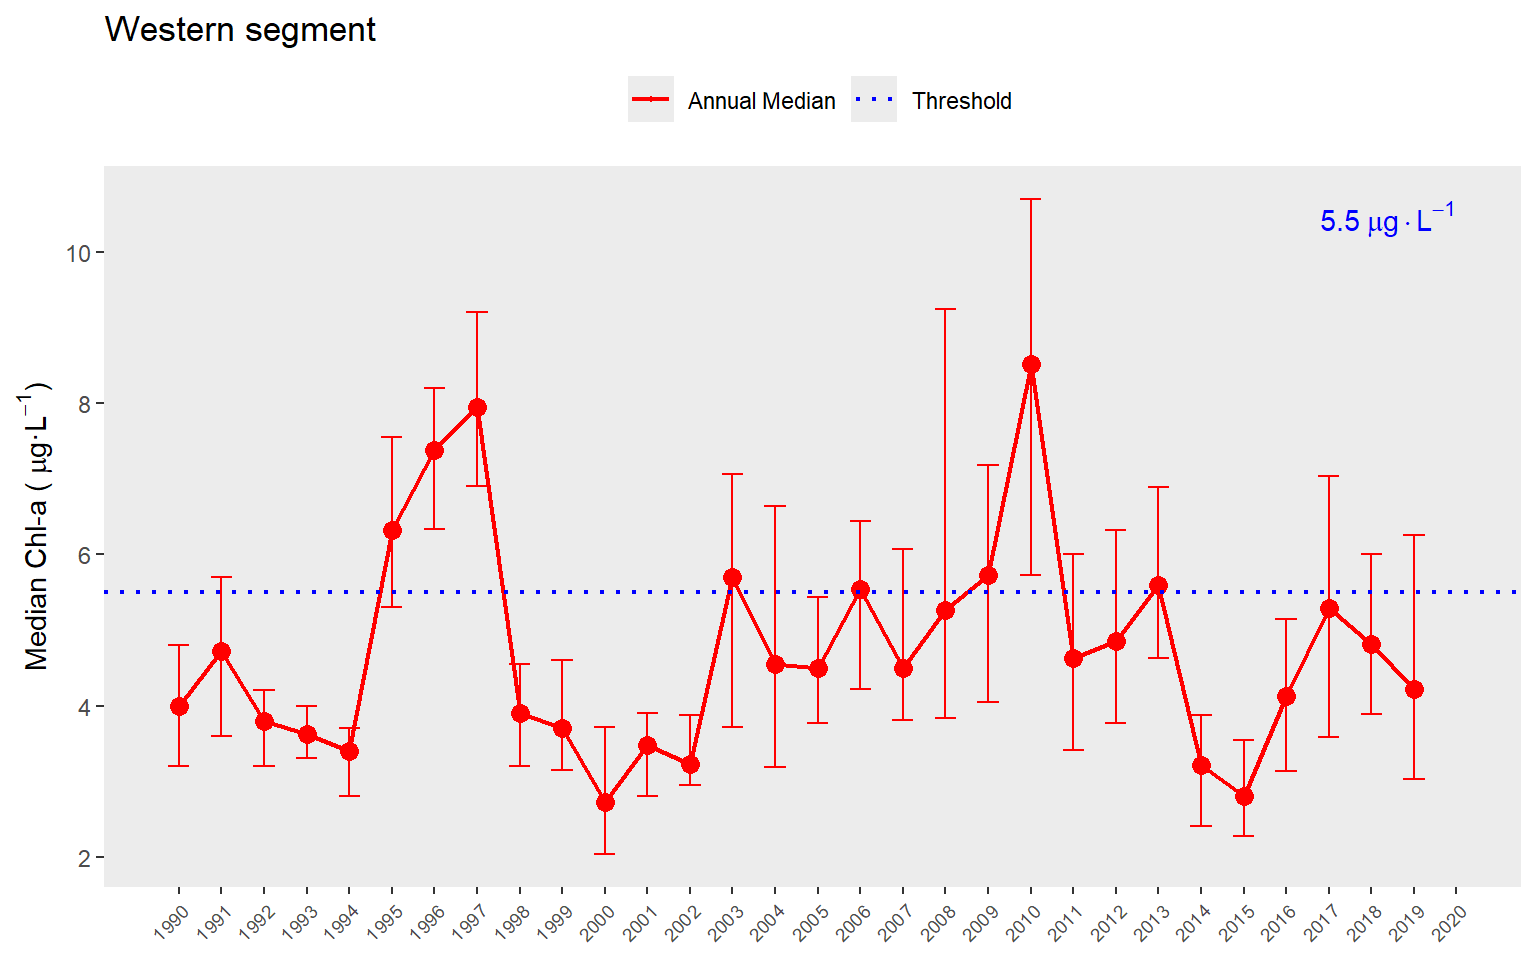 Western segment
Annual Median Threshold
5.5 μg·L⁻¹
Median Chl-a ( μg·L⁻¹)
10
8
6
4
2
1990 1991 1992 1993 1994 1995 1996 1997 1998 1999 2000 2001 2002 2003 2004 2005 2006 2007 2008 2009 2010 2011 2012 2013 2014 2015 2016 2017 2018 2019 2020